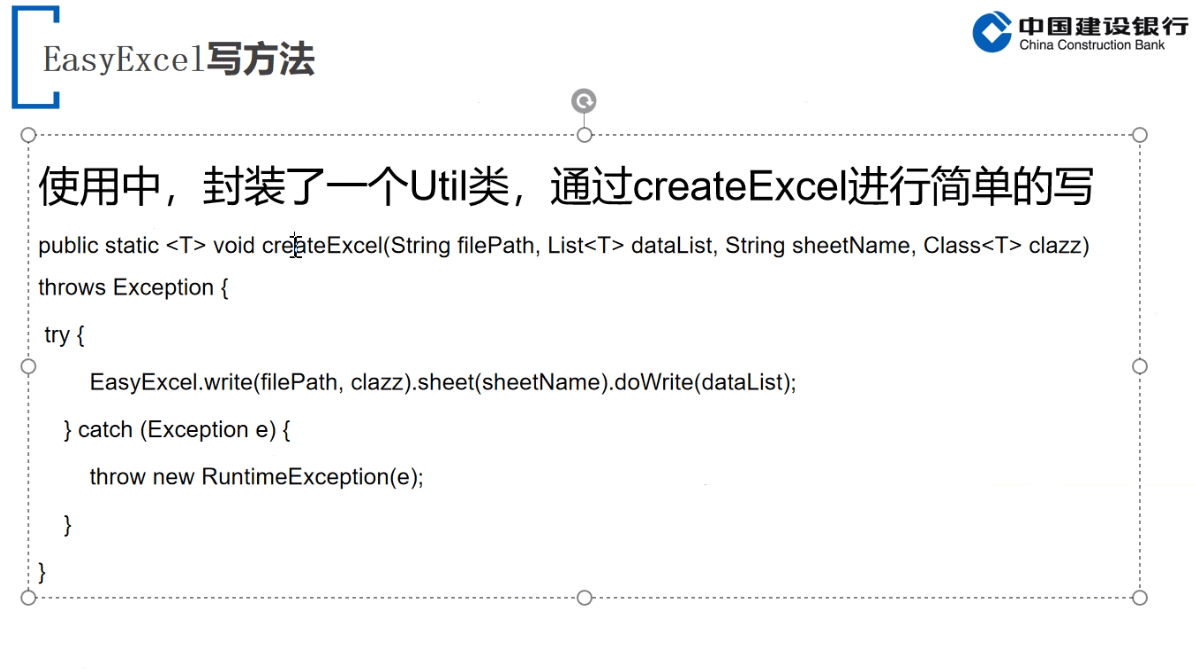 EasyExcel写方法
中国建设银行
China Construction Bank
使用中，封装了一个Util类，通过createExcel进行简单的写
public static <T> void createExcel(String filePath, List<T> dataList, String sheetName, Class<T> clazz)
throws Exception {
try {
EasyExcel.write(filePath, clazz).sheet(sheetName).doWrite(dataList);
} catch (Exception e) {
throw new RuntimeException(e);
}
}